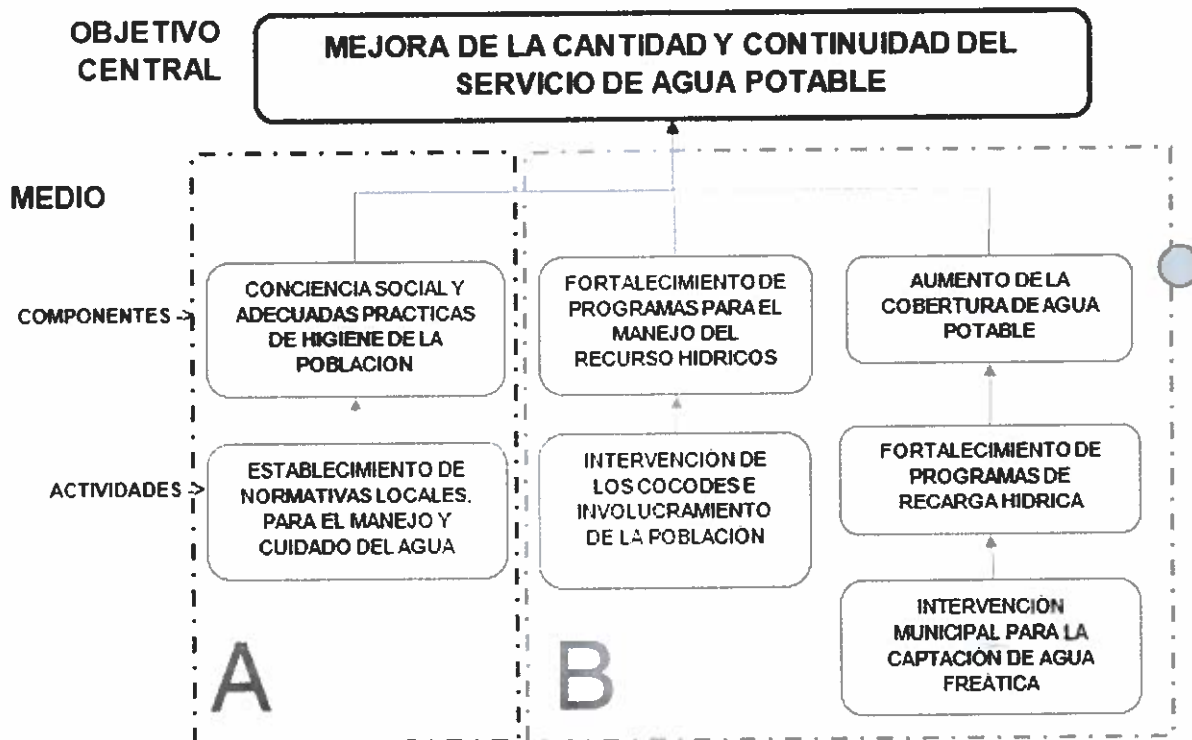 OBJETIVO
CENTRAL
MEJORA DE LA CANTIDAD Y CONTINUIDAD DEL
SERVICIO DE AGUA POTABLE
MEDIO
COMPONENTES
CONCIENCIA SOCIAL Y
ADECUADAS PRACTICAS
DE HIGIENE DE LA
POBLACION
FORTALECIMIENTO DE
PROGRAMAS PARA EL
MANEJO DEL
RECURSO HIDRICOS
AUMENTO DE LA
COBERTURA DE AGUA
POTABLE
ACTIVIDADES
ESTABLECIMIENTO DE
NORMATIVAS LOCALES,
PARA EL MANEJO Y
CUIDADO DEL AGUA
INTERVENCIÓN DE
LOS COCODES E
INVOLUCRAMIENTO
DE LA POBLACIÓN
FORTALECIMIENTO DE
PROGRAMAS DE
RECARGA HIDRICA
INTERVENCIÓN
MUNICIPAL PARA LA
CAPTACIÓN DE AGUA
FREÁTICA
A
B